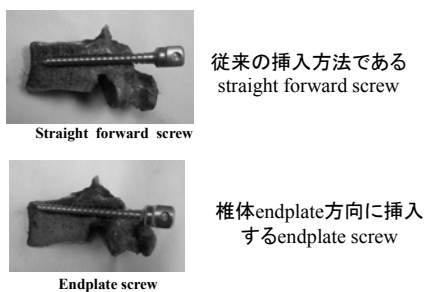 従来の挿入方法である
straight forward screw
Straight forward screw
椎体endplate方向に挿入
するendplate screw
Endplate screw